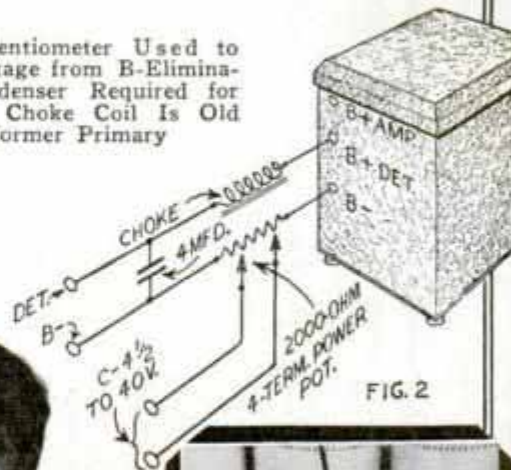 entiometer Used to
tage from B-Elimina-
denser Required for
Choke Coil Is Old
ormer Primary
B+ AMP
B+ DET
B-
CHOKE
4 MFD.
DET.
B-
C-4½
TO 40V.
2000-OHM
4-TERM. POWER
POT.
FIG. 2